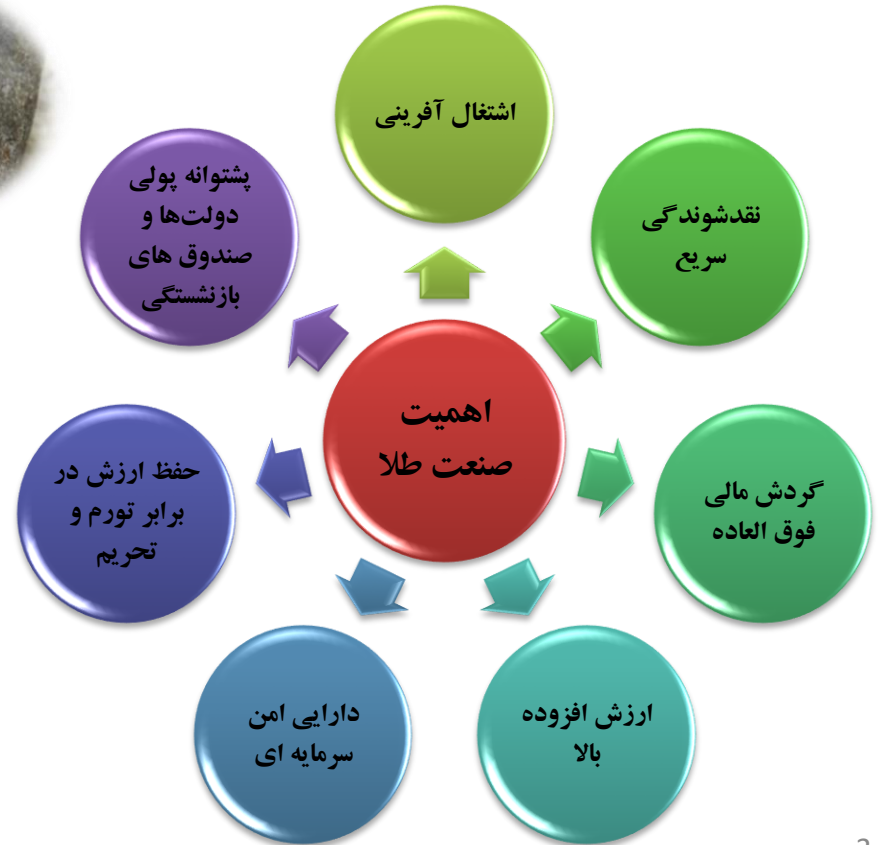 اشتغال آفرینی
نقدشوندگی
سریع
گردش مالی
فوق العاده
ارزش افزوده
بالا
دارایی امن
سرمایه ای
حفظ ارزش در
برابر تورم و
تحریم
پشتوانه پولی
دولت‌ها و
صندوق های
بازنشستگی
اهمیت
صنعت طلا